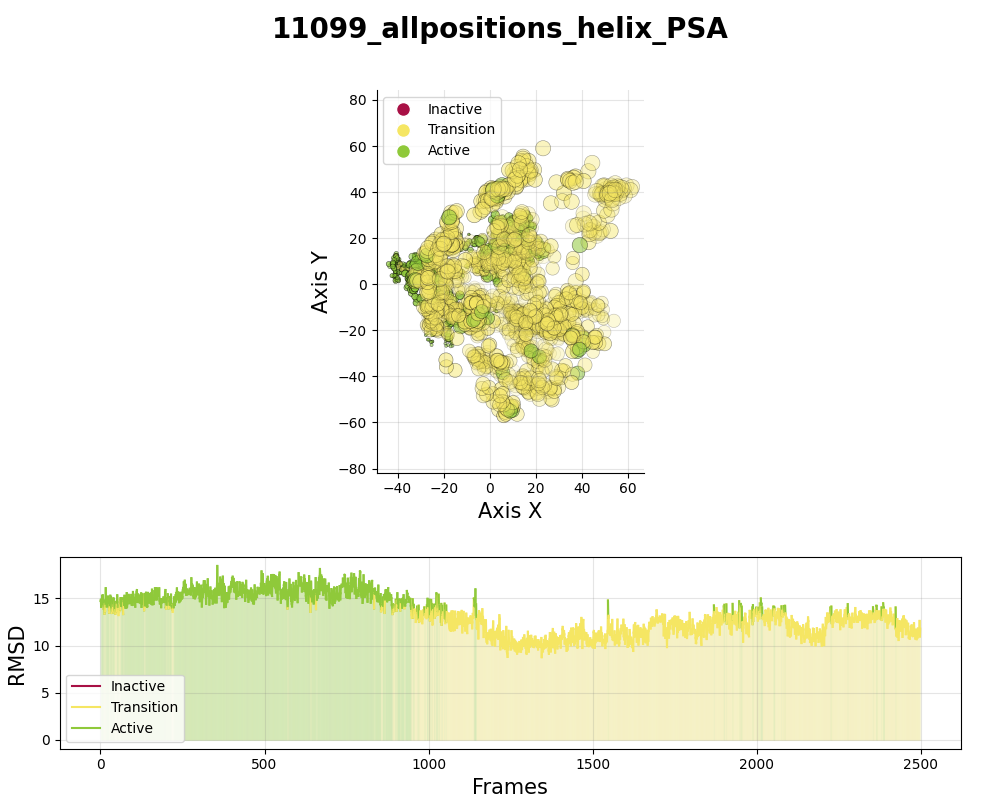 11099_allpositions_helix_PSA
80
60
40
20
0
−20
−40
−60
−80
Axis Y
Inactive
Transition
Active
−40 −20 0 20 40 60
Axis X
15
10
5
0
RMSD
Inactive
Transition
Active
0 500 1000 1500 2000 2500
Frames